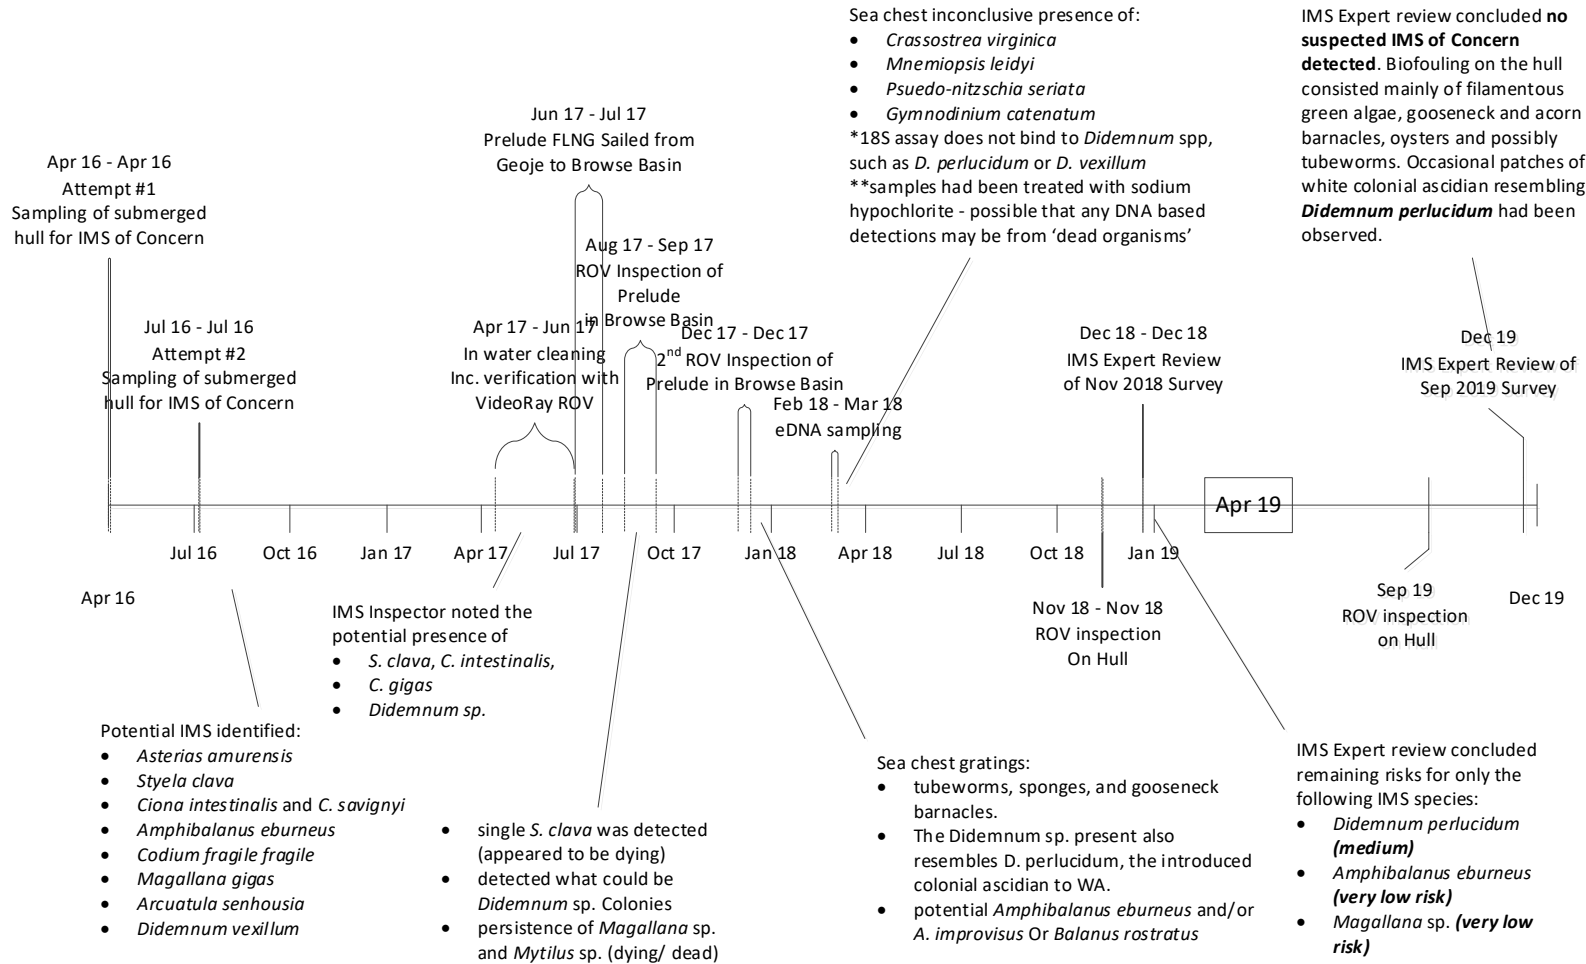 Sea chest inconclusive presence of:
• Crassostrea virginica
• Mnemiopsis leidyi
• Psuedo-nitzschia seriata
• Gymnodinium catenatum
*18S assay does not bind to Didemnum spp,
such as D. perlucidum or D. vexillum
**samples had been treated with sodium
hypochlorite - possible that any DNA based
detections may be from ‘dead organisms’
IMS Expert review concluded no
suspected IMS of Concern
detected. Biofouling on the hull
consisted mainly of filamentous
green algae, gooseneck and acorn
barnacles, oysters and possibly
tubeworms. Occasional patches of
white colonial ascidian resembling
Didemnum perlucidum had been
observed.
Apr 16 - Apr 16
Attempt #1
Sampling of submerged
hull for IMS of Concern
Jul 16 - Jul 16
Attempt #2
Sampling of submerged
hull for IMS of Concern
Apr 17 - Jun 17
In water cleaning
Inc. verification with
VideoRay ROV
Jun 17 - Jul 17
Prelude FLNG Sailed from
Geoje to Browse Basin
Aug 17 - Sep 17
ROV Inspection of
Prelude
in Browse Basin
Dec 17 - Dec 17
2nd ROV Inspection of
Prelude in Browse Basin
Feb 18 - Mar 18
eDNA sampling
Dec 18 - Dec 18
IMS Expert Review
of Nov 2018 Survey
Dec 19
IMS Expert Review of
Sep 2019 Survey
Apr 19
Jul 16
Oct 16
Jan 17
Apr 17
Jul 17
Oct 17
Jan 18
Apr 18
Jul 18
Oct 18
Jan 19
Apr 16
Dec 19
Nov 18 - Nov 18
ROV inspection
On Hull
Sep 19
ROV inspection
on Hull
IMS Inspector noted the
potential presence of
• S. clava, C. intestinalis,
• C. gigas
• Didemnum sp.
Potential IMS identified:
• Asterias amurensis
• Styela clava
• Ciona intestinalis and C. savignyi
• Amphibalanus eburneus
• Codium fragile fragile
• Magallana gigas
• Arcuatula senhousia
• Didemnum vexillum
• single S. clava was detected
(appeared to be dying)
• detected what could be
Didemnum sp. Colonies
• persistence of Magallana sp.
and Mytilus sp. (dying/ dead)
Sea chest gratings:
• tubeworms, sponges, and gooseneck
barnacles.
• The Didemnum sp. present also
resembles D. perlucidum, the introduced
colonial ascidian to WA.
• potential Amphibalanus eburneus and/or
A. improvisus Or Balanus rostratus
IMS Expert review concluded
remaining risks for only the
following IMS species:
• Didemnum perlucidum
(medium)
• Amphibalanus eburneus
(very low risk)
• Magallana sp. (very low
risk)